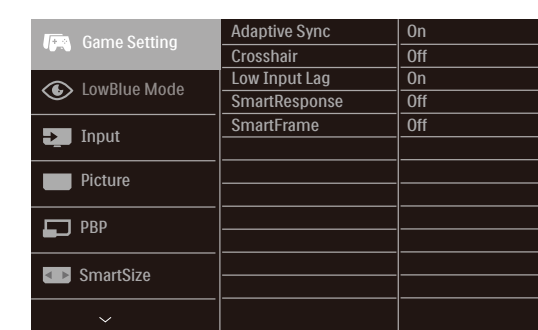 Game Setting
LowBlue Mode
Input
Picture
PBP
SmartSize
Adaptive Sync On
Crosshair Off
Low Input Lag On
SmartResponse Off
SmartFrame Off